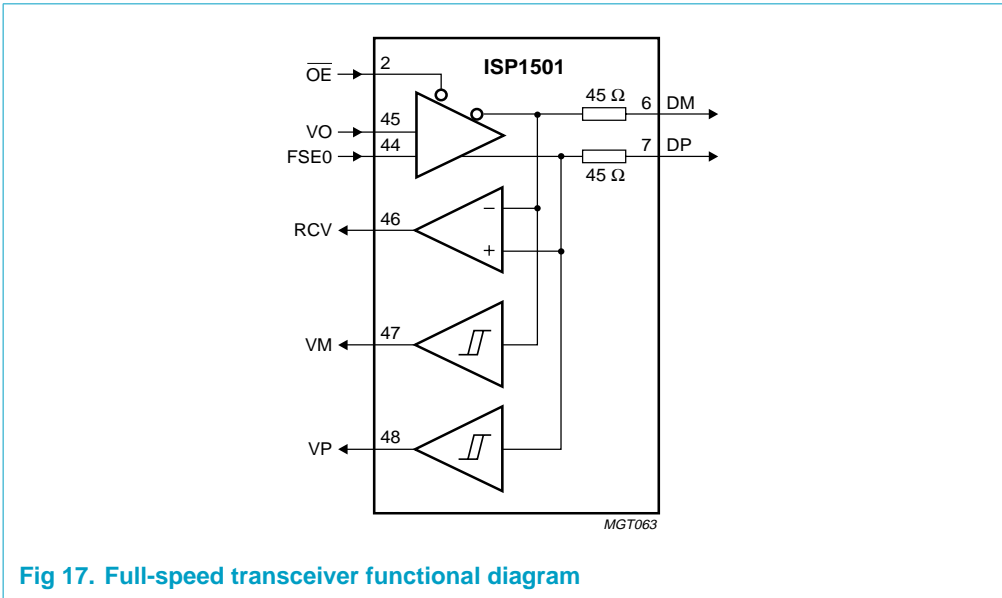 ISP1501
OE 2
VO 45
FSE0 44
45 Ω 6 DM
7 DP
45 Ω
RCV 46
−
+
VM 47
VP 48
MGT063
Fig 17. Full-speed transceiver functional diagram